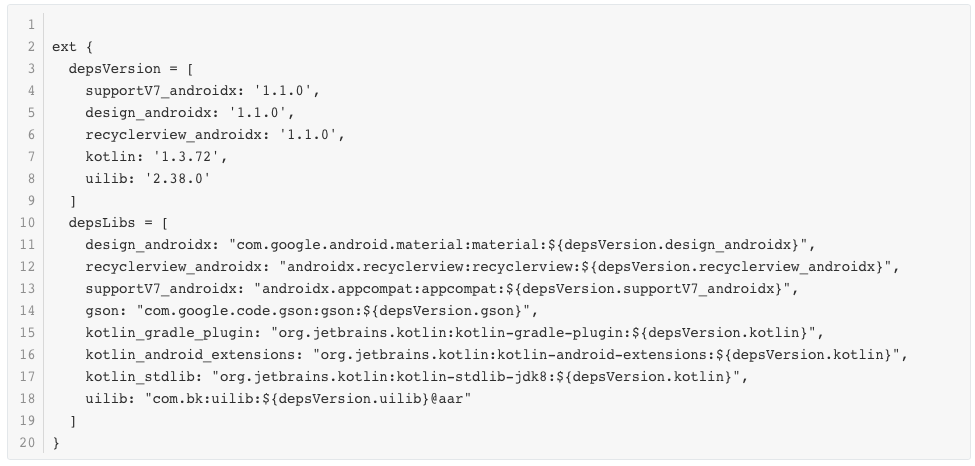 1
2 ext {
3   depsVersion = [
4     supportV7_androidx: '1.1.0',
5     design_androidx: '1.1.0',
6     recyclerview_androidx: '1.1.0',
7     kotlin: '1.3.72',
8     uilib: '2.38.0'
9   ]
10   depsLibs = [
11     design_androidx: "com.google.android.material:material:${depsVersion.design_androidx}",
12     recyclerview_androidx: "androidx.recyclerview:recyclerview:${depsVersion.recyclerview_androidx}",
13     supportV7_androidx: "androidx.appcompat:appcompat:${depsVersion.supportV7_androidx}",
14     gson: "com.google.code.gson:gson:${depsVersion.gson}",
15     kotlin_gradle_plugin: "org.jetbrains.kotlin:kotlin-gradle-plugin:${depsVersion.kotlin}",
16     kotlin_android_extensions: "org.jetbrains.kotlin:kotlin-android-extensions:${depsVersion.kotlin}",
17     kotlin_stdlib: "org.jetbrains.kotlin:kotlin-stdlib-jdk8:${depsVersion.kotlin}",
18     uilib: "com.bk:uilib:${depsVersion.uilib}@aar"
19   ]
20 }